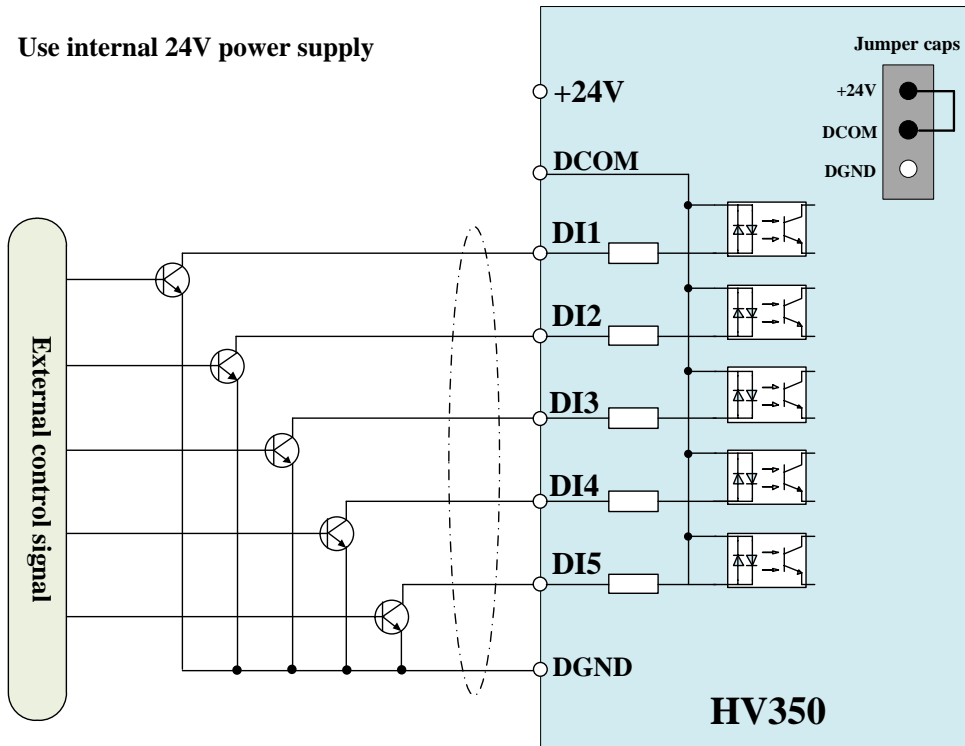 Use internal 24V power supply
Jumper caps
+24V
DCOM
DGND
+24V
DCOM
DI1
DI2
DI3
DI4
DI5
DGND
External control signal
HV350